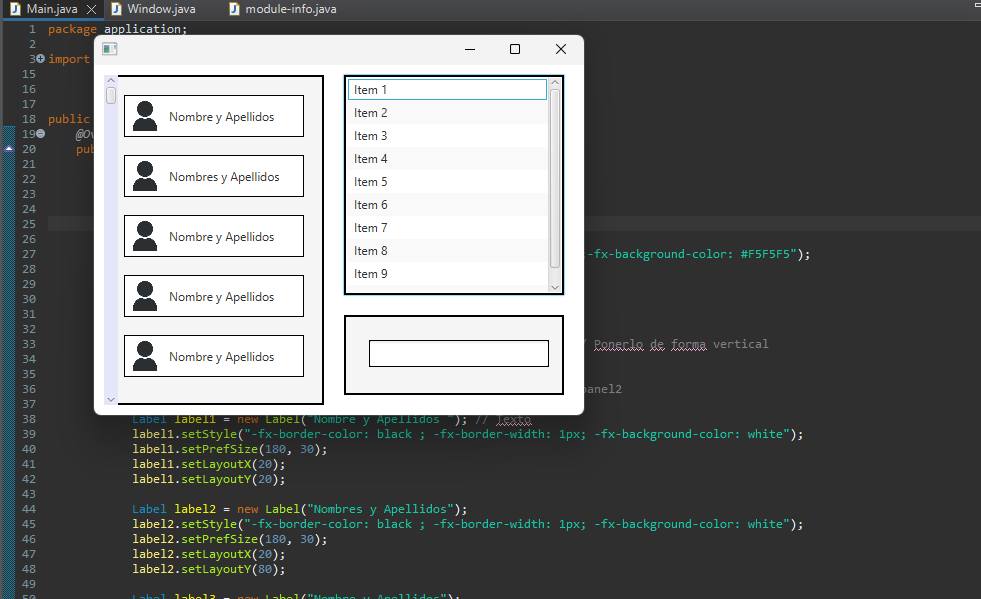 Main.java Window.java module-info.java
1 package application;
2
3 import
15
16
17
18 public
19 @Ov
20 pu
21
22
23
24
25
26
27 -fx-background-color: #F5F5F5");
28
29
30
31
32
33 / Ponerlo de forma vertical
34
35
36 panel2
37
38 Label label1 = new Label("Nombre y Apellidos "); // Texto
39 label1.setStyle("-fx-border-color: black ; -fx-border-width: 1px; -fx-background-color: white");
40 label1.setPrefSize(180, 30);
41 label1.setLayoutX(20);
42 label1.setLayoutY(20);
43
44 Label label2 = new Label("Nombres y Apellidos");
45 label2.setStyle("-fx-border-color: black ; -fx-border-width: 1px; -fx-background-color: white");
46 label2.setPrefSize(180, 30);
47 label2.setLayoutX(20);
48 label2.setLayoutY(80);
49
50 Label label3 = new Label("Nombre y Apellidos");
Nombre y Apellidos
Nombres y Apellidos
Nombre y Apellidos
Nombre y Apellidos
Nombre y Apellidos
Item 1
Item 2
Item 3
Item 4
Item 5
Item 6
Item 7
Item 8
Item 9